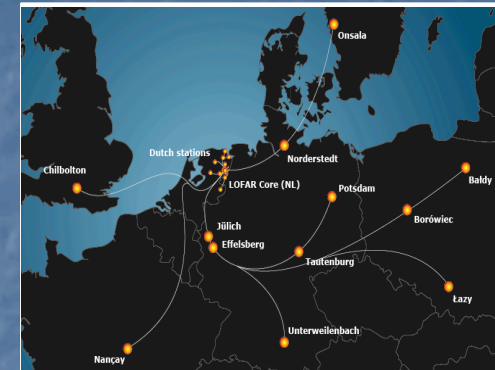 Onsala
Dutch stations
Norderstedt
Chilbolton
LOFAR Core (NL)
Potsdam
Bałdy
Borówiec
Jülich
Effelsberg
Tautenburg
Łazy
Unterweilenbach
Nançay